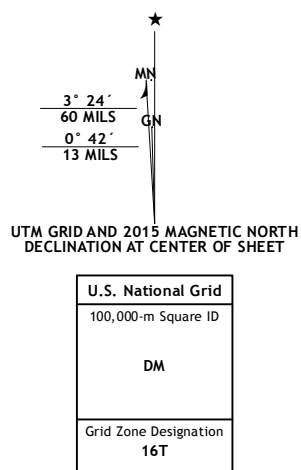 ★
MN
3° 24´
60 MILS
GN
0° 42´
13 MILS
UTM GRID AND 2015 MAGNETIC NORTH
DECLINATION AT CENTER OF SHEET
U.S. National Grid
100,000-m Square ID
DM
Grid Zone Designation
16T